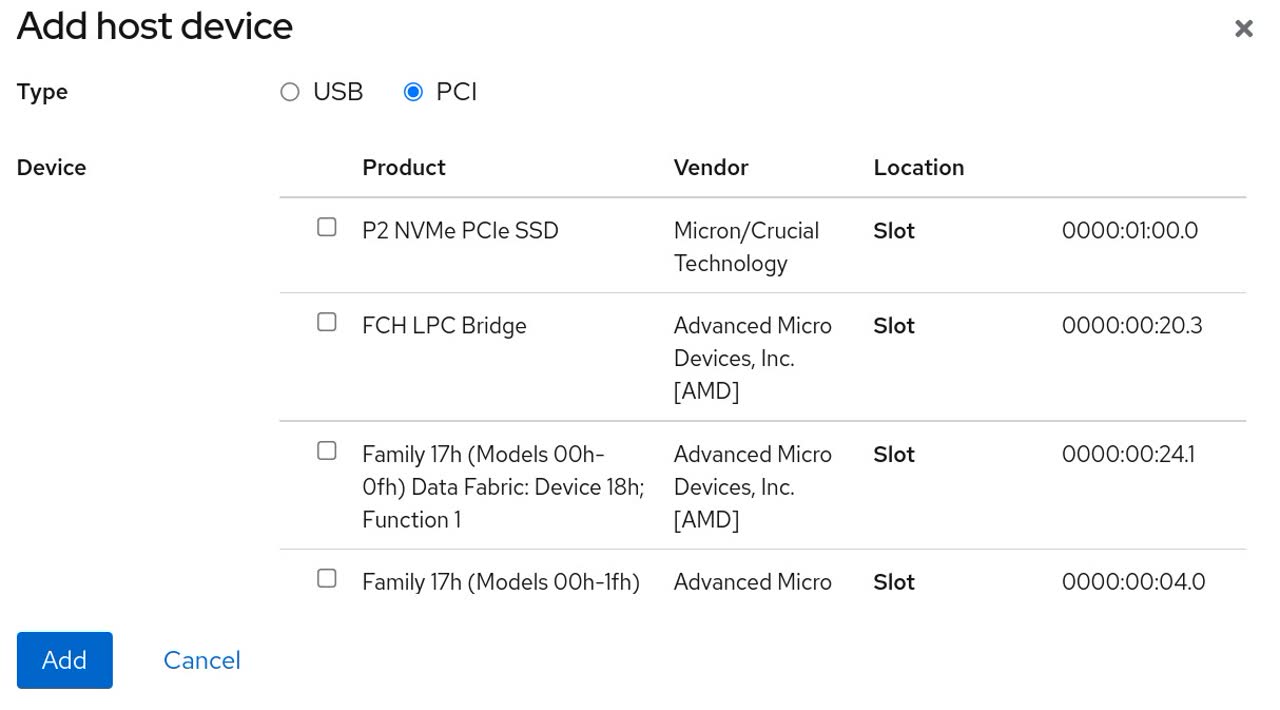 Add host device
Type USB PCI
Device Product Vendor Location
P2 NVMe PCIe SSD Micron/Crucial Slot 0000:01:00.0
Technology
FCH LPC Bridge Advanced Micro Slot 0000:00:20.3
Devices, Inc.
[AMD]
Family 17h (Models 00h- Advanced Micro Slot 0000:00:24.1
0fh) Data Fabric: Device 18h; Devices, Inc.
Function 1 [AMD]
Family 17h (Models 00h-1fh) Advanced Micro Slot 0000:00:04.0
Add Cancel